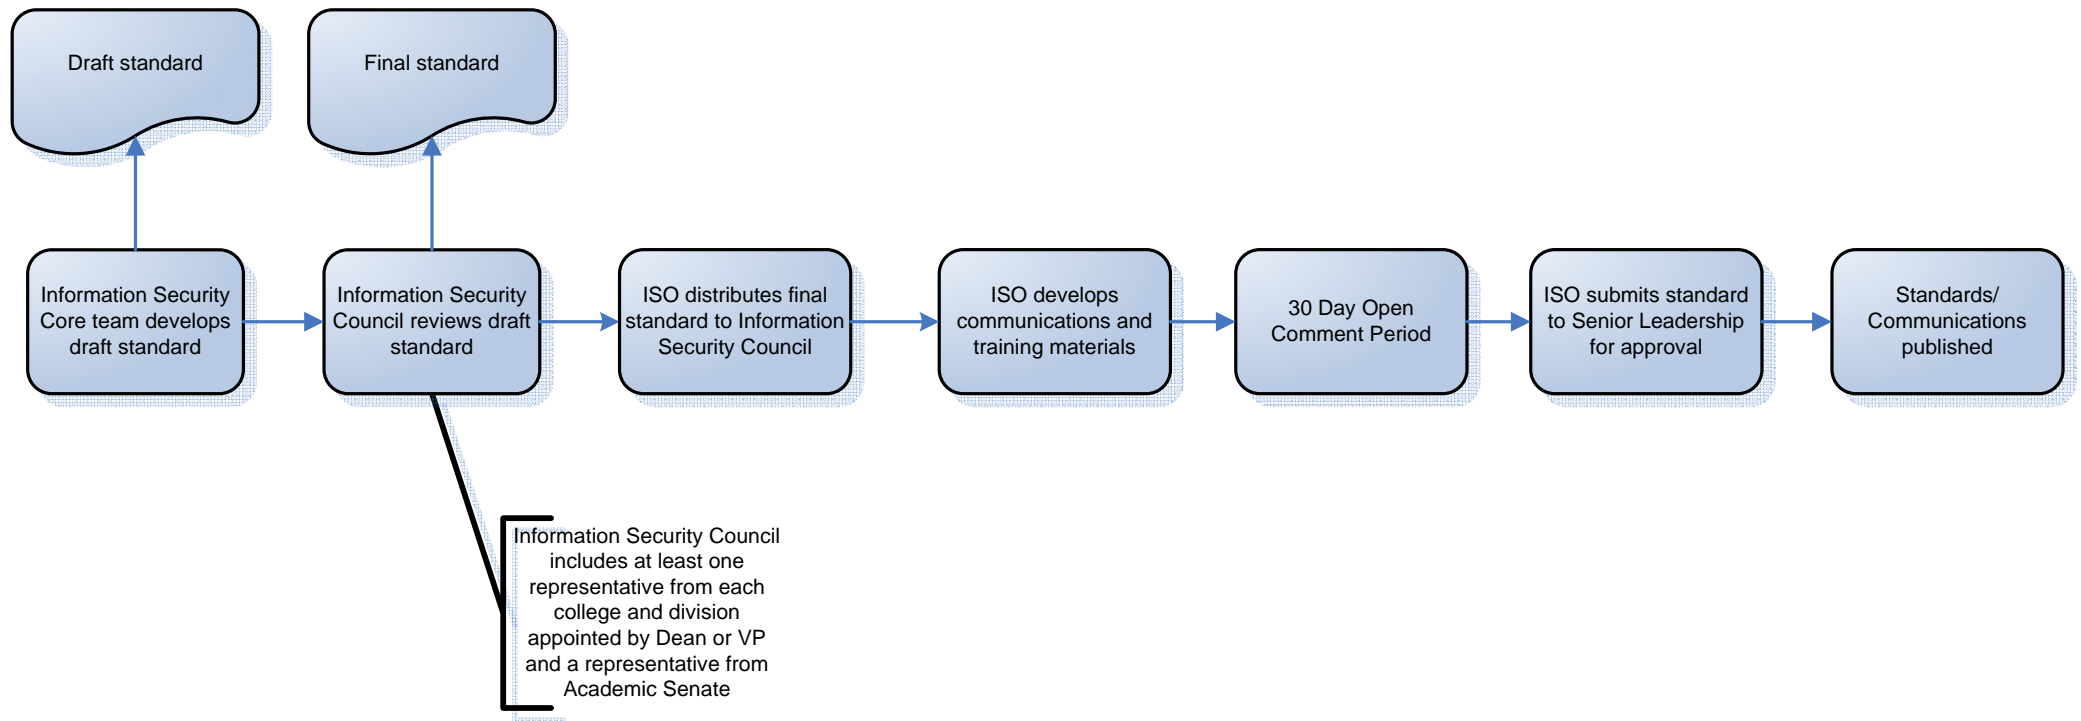 Draft standard
Final standard
Information Security
Core team develops
draft standard
Information Security
Council reviews draft
standard
ISO distributes final
standard to Information
Security Council
ISO develops
communications and
training materials
30 Day Open
Comment Period
ISO submits standard
to Senior Leadership
for approval
Standards/
Communications
published
Information Security Council
includes at least one
representative from each
college and division
appointed by Dean or VP
and a representative from
Academic Senate